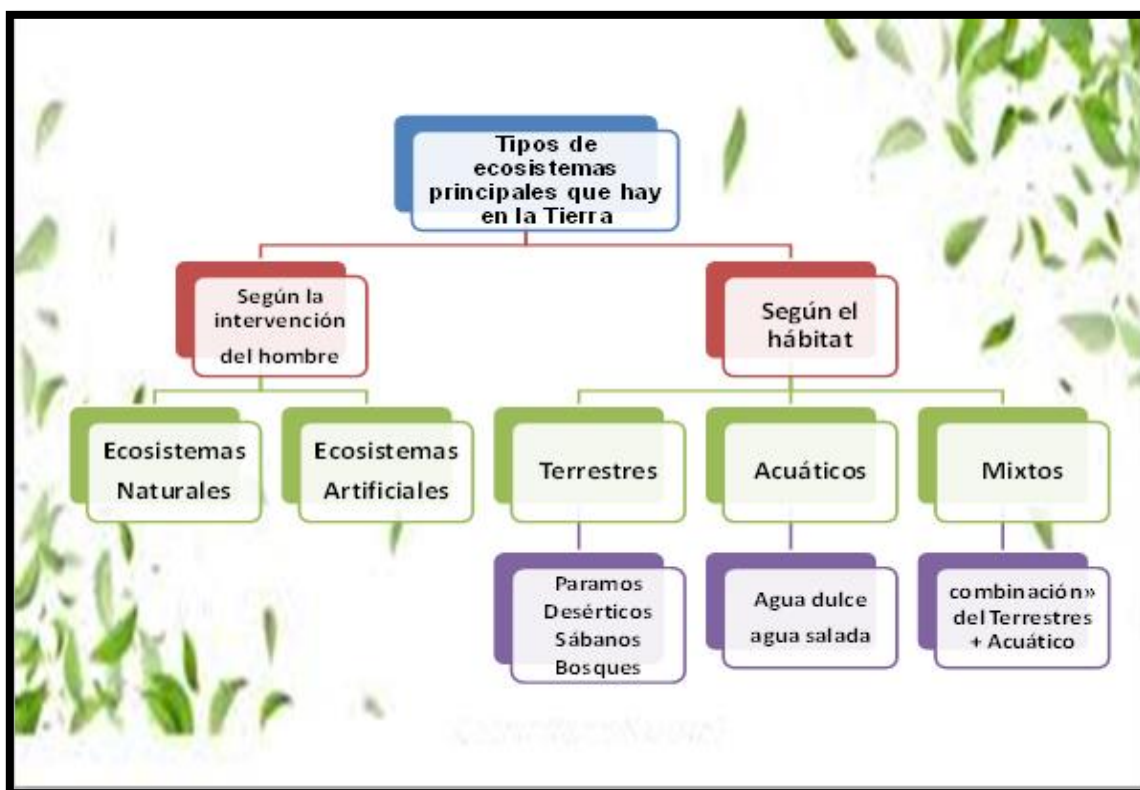 Tipos de
ecosistemas
principales que hay
en la Tierra
Según la
intervención
del hombre
Según el
hábitat
Ecosistemas
Naturales
Ecosistemas
Artificiales
Terrestres
Acuáticos
Mixtos
Paramos
Desérticos
Sábanos
Bosques
Agua dulce
agua salada
combinación»
del Terrestres
+ Acuático